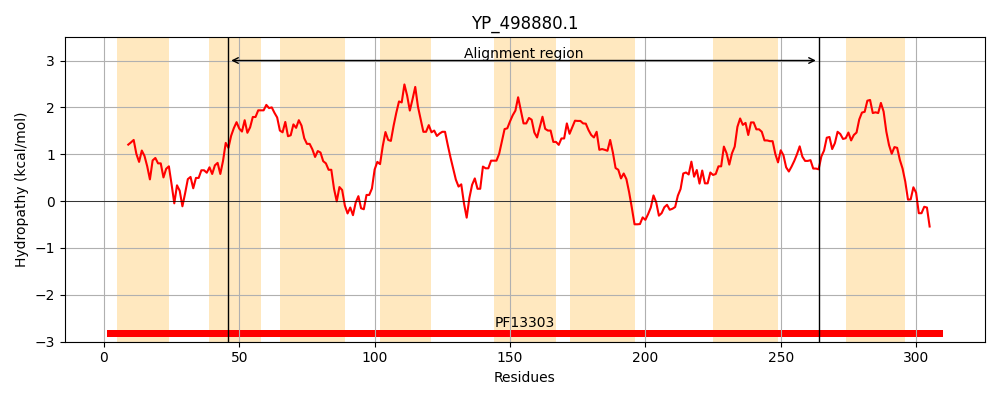 YP_498880.1
Hydropathy (kcal/mol)
3
2
1
0
−1
−2
−3
Alignment region
PF13303
0 50 100 150 200 250 300
Residues